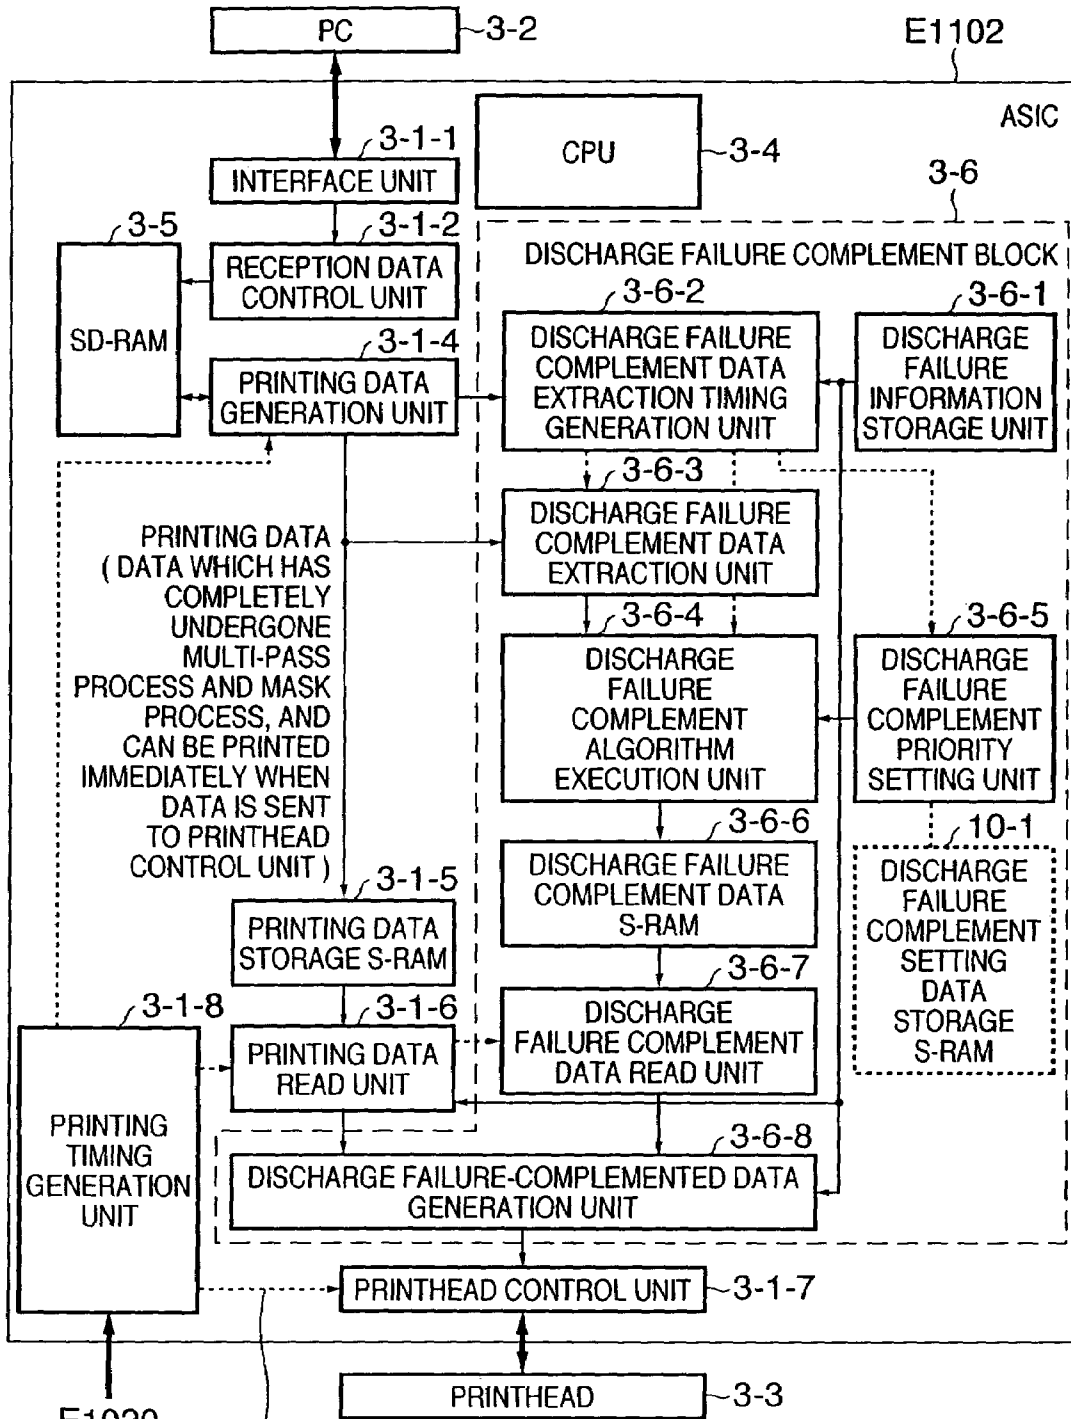 PC
3-2
E1102
ASIC
3-1-1
INTERFACE UNIT
CPU
3-4
3-6
3-5
3-1-2
RECEPTION DATA
CONTROL UNIT
DISCHARGE FAILURE COMPLEMENT BLOCK
SD-RAM
3-1-4
PRINTING DATA
GENERATION UNIT
3-6-2
DISCHARGE FAILURE
COMPLEMENT DATA
EXTRACTION TIMING
GENERATION UNIT
3-6-1
DISCHARGE
FAILURE
INFORMATION
STORAGE UNIT
3-6-3
DISCHARGE FAILURE
COMPLEMENT DATA
EXTRACTION UNIT
PRINTING DATA
( DATA WHICH HAS
COMPLETELY
UNDERGONE
MULTI-PASS
PROCESS AND MASK
PROCESS, AND
CAN BE PRINTED
IMMEDIATELY WHEN
DATA IS SENT
TO PRINTHEAD
CONTROL UNIT )
3-6-4
DISCHARGE
FAILURE
COMPLEMENT
ALGORITHM
EXECUTION UNIT
3-6-5
DISCHARGE
FAILURE
COMPLEMENT
PRIORITY
SETTING UNIT
3-6-6
DISCHARGE FAILURE
COMPLEMENT DATA
S-RAM
10-1
DISCHARGE
FAILURE
COMPLEMENT
SETTING
DATA
STORAGE
S-RAM
3-1-5
PRINTING DATA
STORAGE S-RAM
3-6-7
DISCHARGE
FAILURE COMPLEMENT
DATA READ UNIT
3-1-8
PRINTING
TIMING
GENERATION
UNIT
3-1-6
PRINTING DATA
READ UNIT
3-6-8
DISCHARGE FAILURE-COMPLEMENTED DATA
GENERATION UNIT
PRINTHEAD CONTROL UNIT
3-1-7
PRINTHEAD
3-3